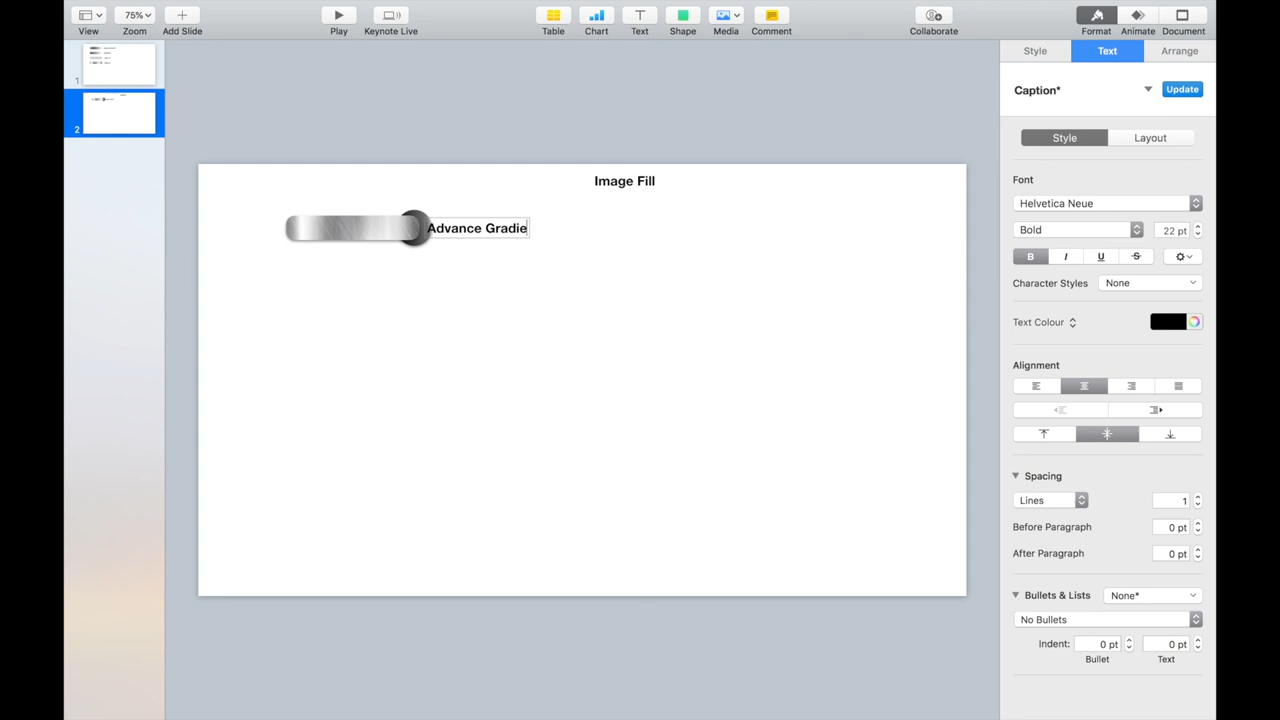 75%
View
Zoom
Add Slide
Play
Keynote Live
Table
Chart
T
Text
Shape
Media
Comment
Collaborate
Format
Animate
Document
Style
Text
Arrange
1
2
Caption*
Update
Style
Layout
Font
Helvetica Neue
Bold
22 pt
B
I
U
S
Character Styles
None
Text Colour
Alignment
Spacing
Lines
1
Before Paragraph
0 pt
After Paragraph
0 pt
Bullets & Lists
None*
No Bullets
Indent:
0 pt
0 pt
Bullet
Text
Image Fill
Advance Gradie